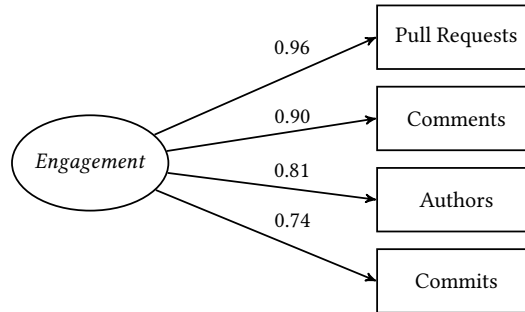 Pull Requests
0.96
Comments
0.90
Engagement
0.81
Authors
0.74
Commits